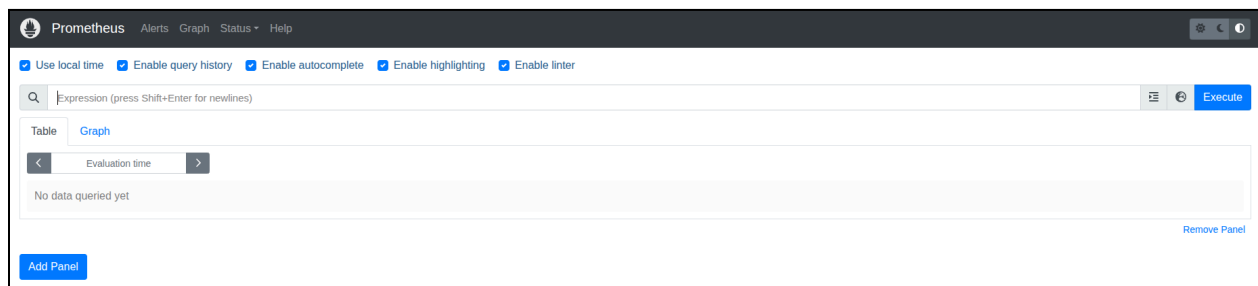 Prometheus Alerts Graph Status Help
Use local time Enable query history Enable autocomplete Enable highlighting Enable linter
Expression (press Shift+Enter for newlines) Execute
Table Graph
Evaluation time
No data queried yet
Remove Panel
Add Panel